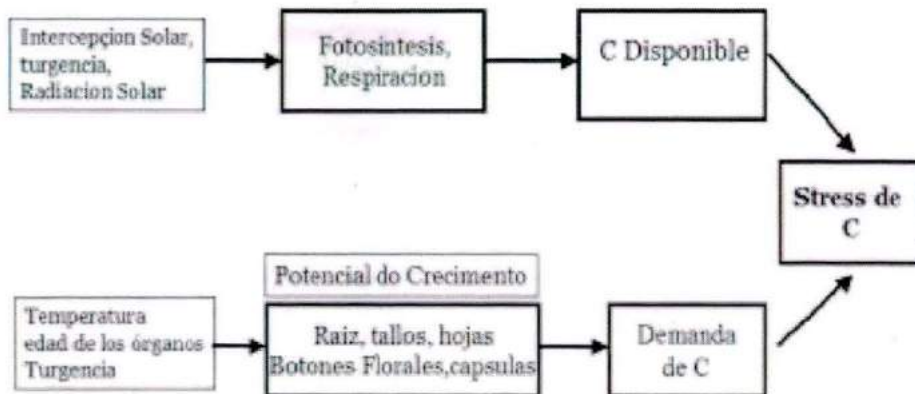 Intercepçion Solar,
turgencia,
Radiacion Solar
Fotosintesis,
Respiracion
C Disponible
Stress de
C
Potencial do Crecimento
Temperatura
edad de los órganos
Turgencia
Raiz, tallos, hojas
Botones Florales,capsulas
Demanda
de C